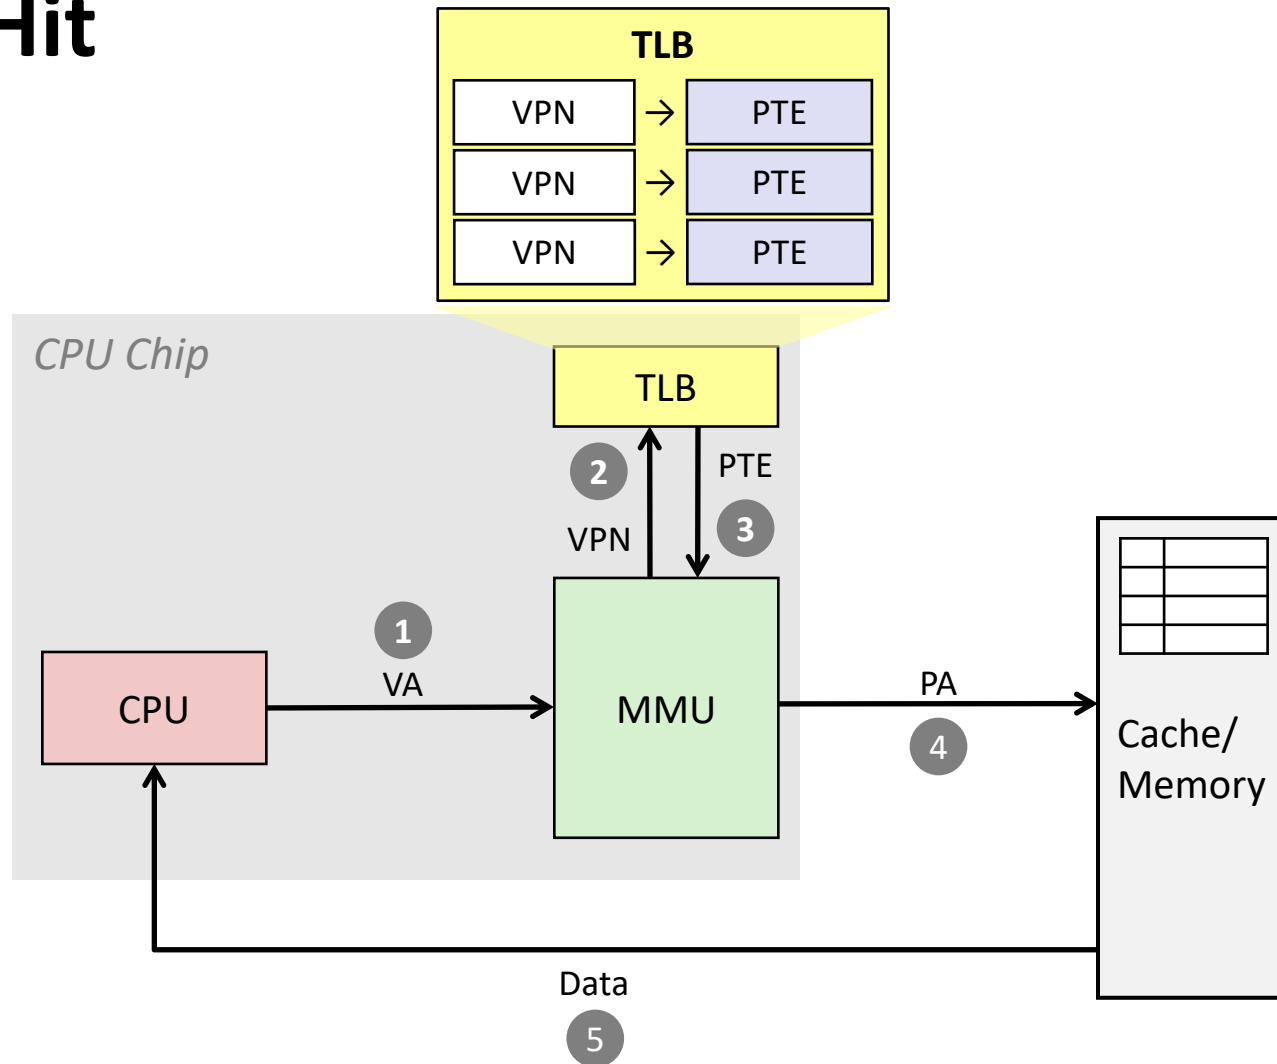 Hit
TLB
VPN → PTE
VPN → PTE
VPN → PTE
CPU Chip
TLB
2
PTE
VPN
3
1
VA
CPU
MMU
PA
4
Cache/
Memory
Data
5